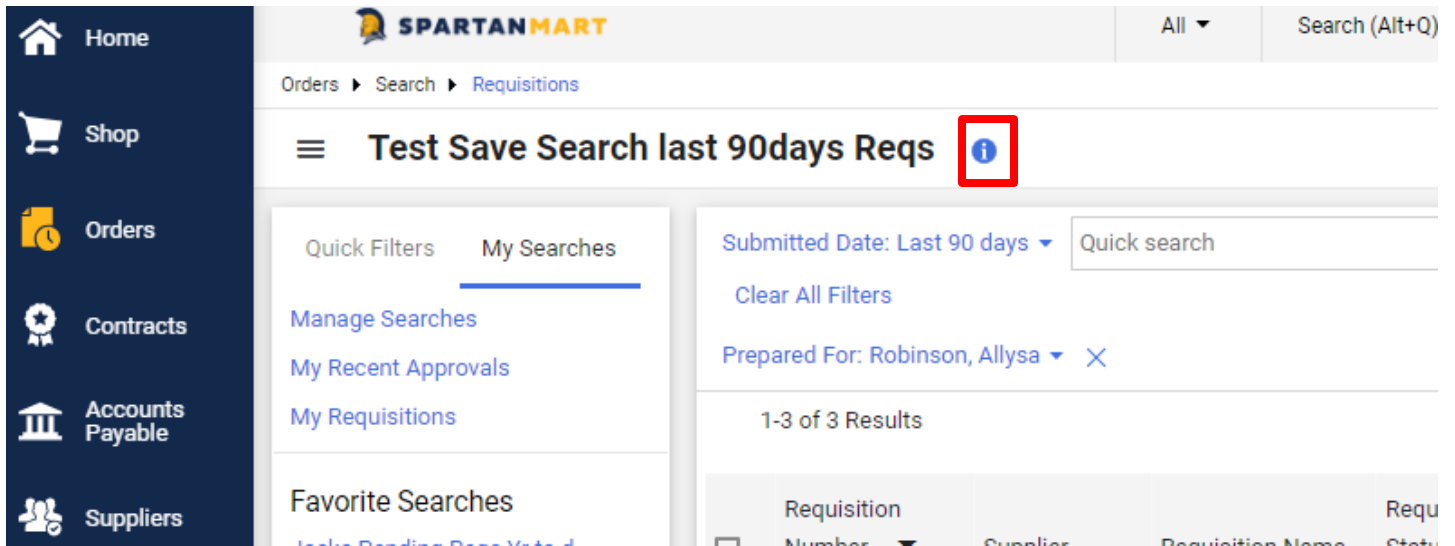 Home
Shop
Orders
Contracts
Accounts
Payable
Suppliers
SPARTANMART
All
Search (Alt+Q)
Orders Search Requisitions
Test Save Search last 90days Reqs
Quick Filters My Searches
Manage Searches
My Recent Approvals
My Requisitions
Favorite Searches
Submitted Date: Last 90 days Quick search
Clear All Filters
Prepared For: Robinson, Allysa
1-3 of 3 Results
Requisition
Number Supplier Requisition Name